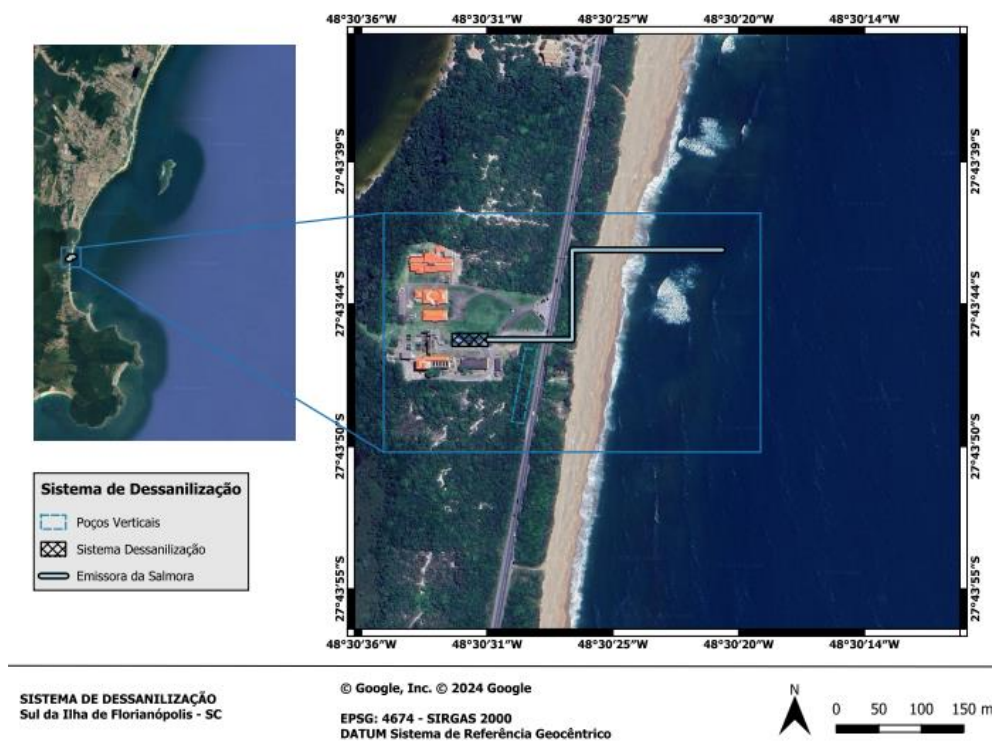 48°30'36"W 48°30'31"W 48°30'25"W 48°30'20"W 48°30'14"W
27°43'39"S 27°43'39"S
27°43'44"S 27°43'44"S
27°43'50"S 27°43'50"S
27°43'55"S 27°43'55"S
48°30'36"W 48°30'31"W 48°30'25"W 48°30'20"W 48°30'14"W
Sistema de Dessanilização
Poços Verticais
Sistema Dessanilização
Emissora da Salmora
SISTEMA DE DESSANILIZAÇÃO
Sul da Ilha de Florianópolis - SC
© Google, Inc. © 2024 Google
EPSG: 4674 - SIRGAS 2000
DATUM Sistema de Referência Geocêntrico
N
0 50 100 150 m